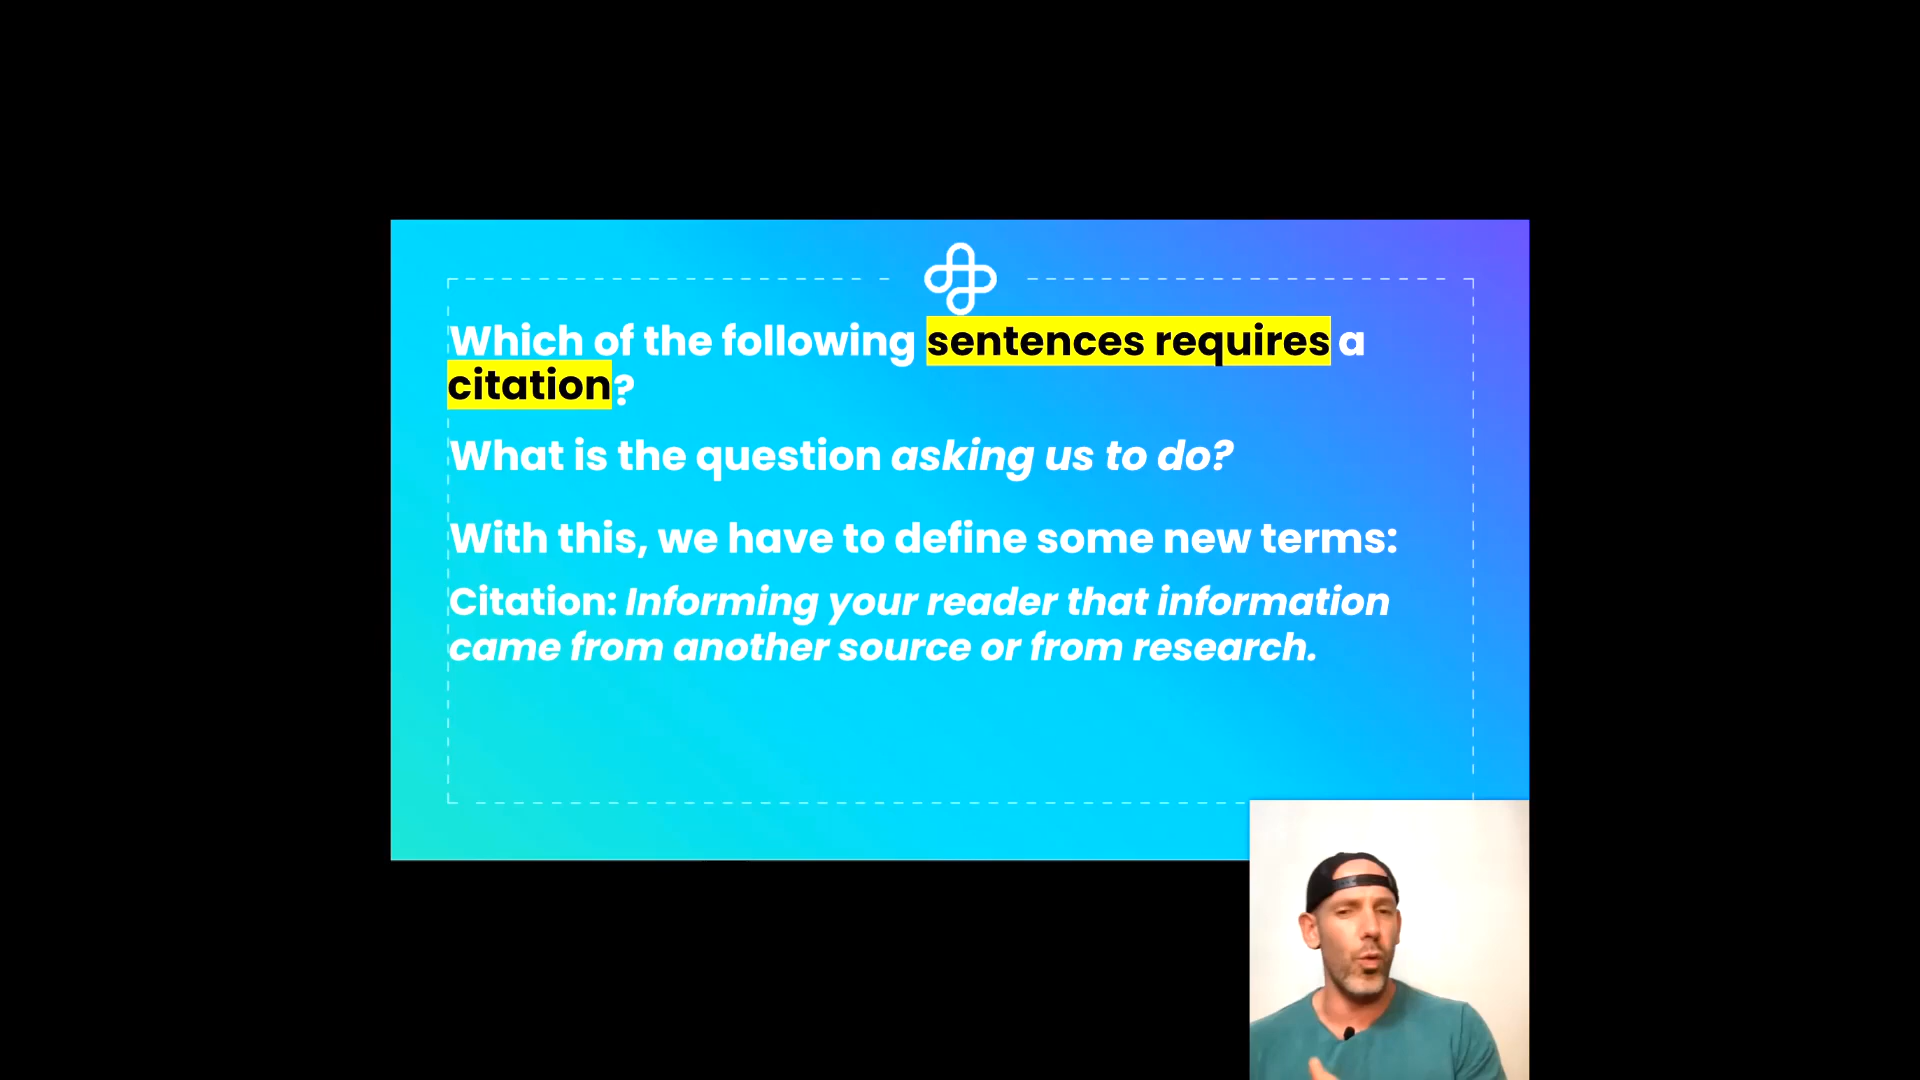 Which of the following sentences requires a
citation?
What is the question asking us to do?
With this, we have to define some new terms:
Citation: Informing your reader that information
came from another source or from research.